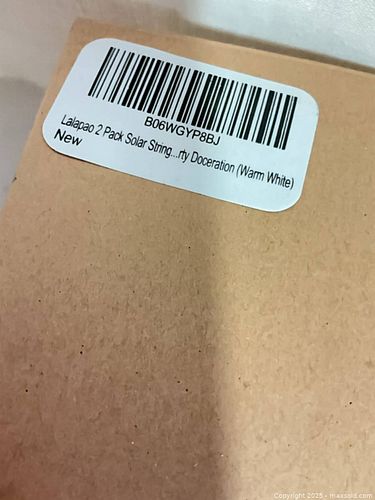 B06WGYP8BJ
Lalapao 2 Pack Solar String...rty Doceration (Warm White)
New
Copyright 2025 - maxsold.com